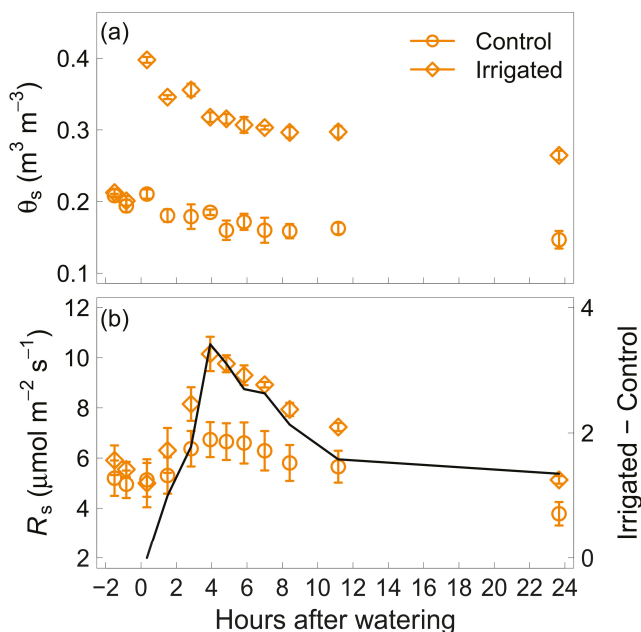 (a)
Control
Irrigated
0.4
0.3
0.2
0.1
θs (m³ m⁻³)
(b)
12
10
8
6
4
2
Rs (μmol m⁻² s⁻¹)
4
2
0
Irrigated − Control
−2 0 2 4 6 8 10 12 14 16 18 20 22 24
Hours after watering